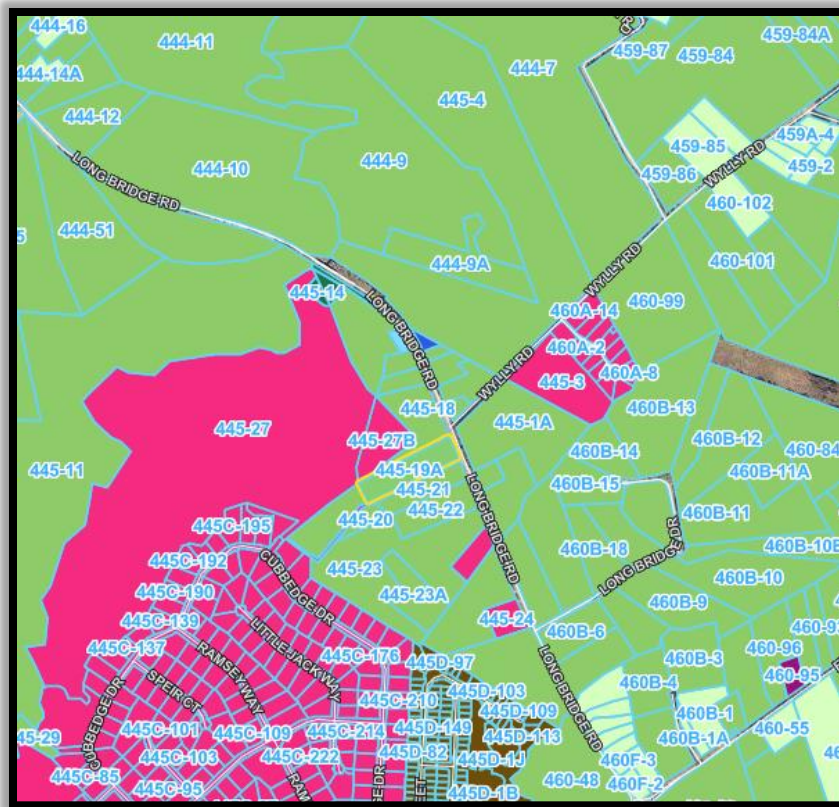 444-16
444-11
444-7
459-87
459-84
459-84A
444-14A
445-4
444-12
459-85
459A-4
459-86
459-2
WYLLY RD
LONG BRIDGE RD
444-10
444-9
460-102
444-51
460-101
444-9A
WYLLY RD
445-14
460-99
LONG BRIDGE RD
460A-14
460A-2
WYLLY RD
460A-8
445-3
445-18
460B-13
445-1A
445-27
445-27B
460B-12
460B-14
460-84
445-11
445-19A
460B-11A
445-21
LONG BRIDGE RD
460B-15
445-22
460B-11
445-20
445C-195
460B-18
460B-10B
445C-192
CUBBEDGE DR
445-23
LONG BRIDGE DR
460B-10
445C-190
445-23A
460B-9
445C-139
LITTLE JACK WAY
445-24
460B-6
445C-137
RAMSEY WAY
445C-176
445D-97
460B-3
460-96
SPEIR CT
460-95
CUBBEDGE DR
445C-210
445D-103
460B-4
LONG BRIDGE RD
445D-109
460B-1
445C-101
445C-109
445C-214
445D-149
445D-113
460-55
445C-103
445C-222
445D-82
445D-1J
460B-1A
460F-3
445C-85
445C-95
460-48
460F-2
445D-1B